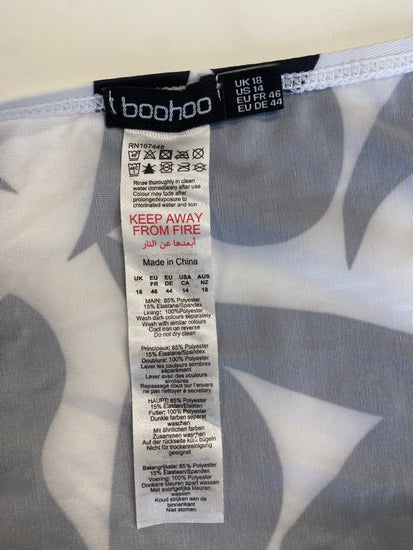 boohoo
UK 18
US 14
EU FR 46
EU DE 44
RN107448
Rinse thoroughly in clean
water immediately after use
Colour may fade after
prolonged exposure to
chlorinated water and sun
KEEP AWAY
FROM FIRE
أبعدها عن النار
Made in China
UK EU FR EU DE USA CA AUS NZ
18 46 44 14 18
MAIN: 85% Polyester
15% Elastane/Spandex
Lining: 100%Polyester
Wash dark colours separately
Wash with similar colours
Cool iron on reverse
Do not dry clean
Principaux: 85% Polyester
15% Elastane/Spandex
Doublure: 100% Polyester
Laver les couleurs sombres
séparément
Laver avec des couleurs
similaires
Repassage doux sur l'envers
ne pas nettoyer à secary
HAUPT: 85% Polyester
15% Elastan/Elastan
Futter: 100% Polyester
Dunkle farben separat
waschen
Mit ähnlichen farben
Zusammen waschen
Auf der rückseite kühl bügeln
Nicht für trockenreinigung
geeignet
Belangrijkste: 85% Polyester
15% Elastaan/Spandex
Voering: 100% Polyester
Donkere kleuren apart wassen
Met soortgelijke kleuren
wassen
Koud strijken aan de
binnenkant
Niet stomen